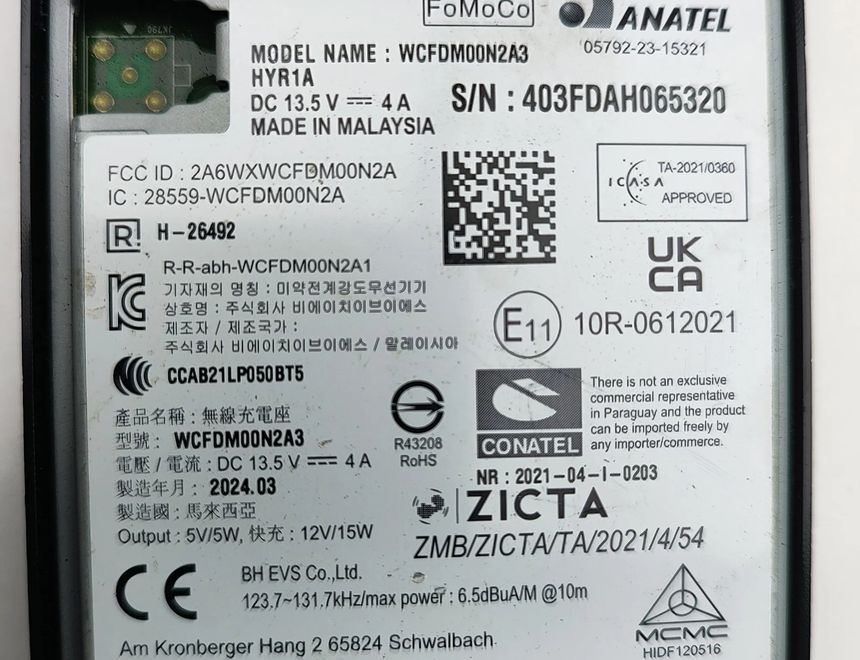 JK790
FoMoCo
ANATEL
05792-23-15321
MODEL NAME : WCFDM00N2A3
HYR1A
DC 13.5 V ⎓ 4 A
MADE IN MALAYSIA
S/N : 403FDAH065320
FCC ID : 2A6WXWCFDM00N2A
IC : 28559-WCFDM00N2A
TA-2021/0360
ICASA
APPROVED
R H-26492
UK
CA
R-R-abh-WCFDM00N2A1
기자재의 명칭 : 미약전계강도무선기기
상호명 : 주식회사 비에이치이브이에스
제조자 / 제조국가 :
주식회사 비에이치이브이에스 / 말레이시아
E11 10R-0612021
CCAB21LP050BT5
產品名稱 : 無線充電座
型號 : WCFDM00N2A3
電壓 / 電流 : DC 13.5 V ⎓ 4 A
製造年月 : 2024.03
製造國 : 馬來西亞
Output : 5V/5W, 快充 : 12V/15W
R43208
RoHS
CONATEL
There is not an exclusive
commercial representative
in Paraguay and the product
can be imported freely by
any importer/commerce.
NR : 2021-04-I-0203
ZICTA
ZMB/ZICTA/TA/2021/4/54
CE
BH EVS Co.,Ltd.
123.7~131.7kHz/max power : 6.5dBuA/M @10m
Am Kronberger Hang 2 65824 Schwalbach
MCMC
HIDF120516